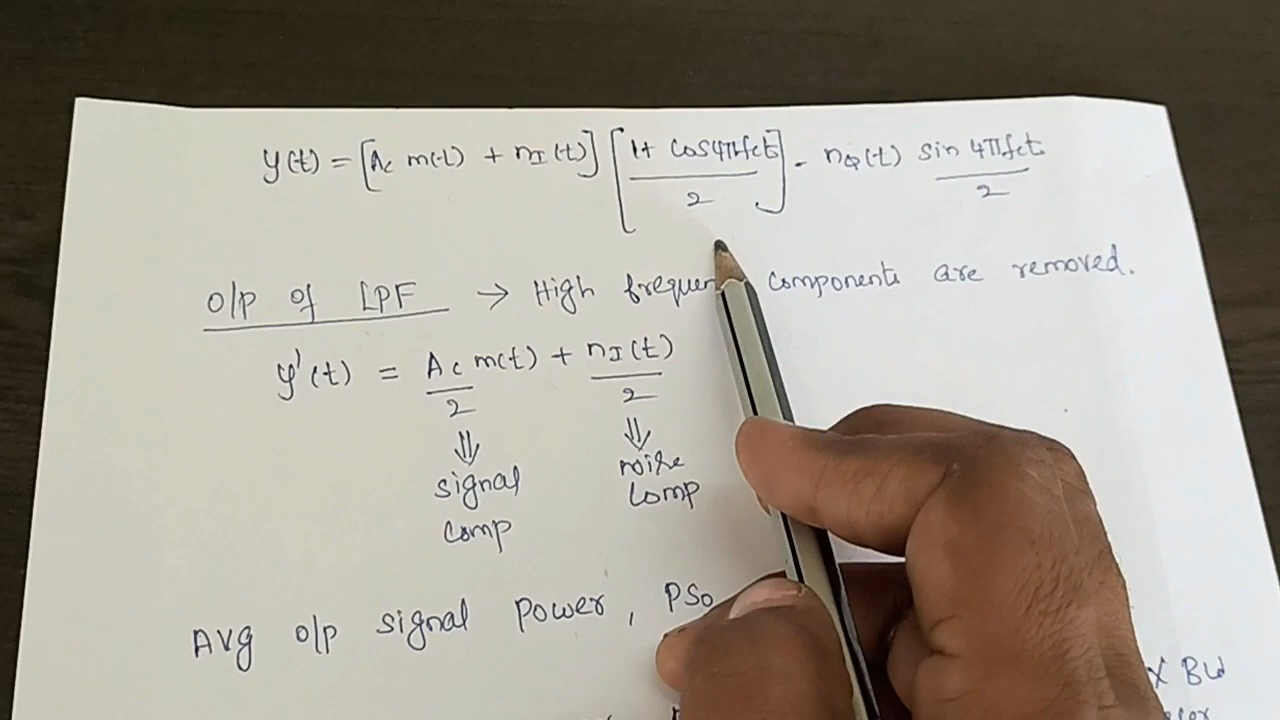 y(t) = [Ac m(t) + nI(t)] [1 + cos4πfct / 2] - nQ(t) sin 4πfct / 2
o/p of LPF → High frequen components are removed.
y'(t) = Ac/2 m(t) + nI(t)/2
⇓ ⇓
signal comp noise comp
Avg o/p signal power, PSo
x BW